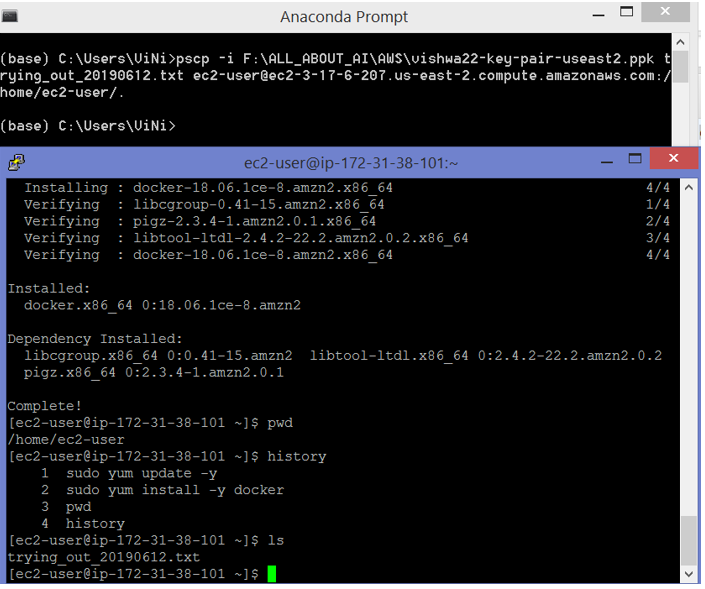 Anaconda Prompt
(base) C:\Users\ViNi>pscp -i F:\ALL_ABOUT_AI\AWS\vishwa22-key-pair-useast2.ppk t
rying_out_20190612.txt ec2-user@ec2-3-17-6-207.us-east-2.compute.amazonaws.com:/
home/ec2-user/.
(base) C:\Users\ViNi>
ec2-user@ip-172-31-38-101:~
Installing : docker-18.06.1ce-8.amzn2.x86_64 4/4
Verifying : libcgroup-0.41-15.amzn2.x86_64 1/4
Verifying : pigz-2.3.4-1.amzn2.0.1.x86_64 2/4
Verifying : libtool-ltdl-2.4.2-22.2.amzn2.0.2.x86_64 3/4
Verifying : docker-18.06.1ce-8.amzn2.x86_64 4/4
Installed:
docker.x86_64 0:18.06.1ce-8.amzn2
Dependency Installed:
libcgroup.x86_64 0:0.41-15.amzn2 libtool-ltdl.x86_64 0:2.4.2-22.2.amzn2.0.2
pigz.x86_64 0:2.3.4-1.amzn2.0.1
Complete!
[ec2-user@ip-172-31-38-101 ~]$ pwd
/home/ec2-user
[ec2-user@ip-172-31-38-101 ~]$ history
1 sudo yum update -y
2 sudo yum install -y docker
3 pwd
4 history
[ec2-user@ip-172-31-38-101 ~]$ ls
trying_out_20190612.txt
[ec2-user@ip-172-31-38-101 ~]$